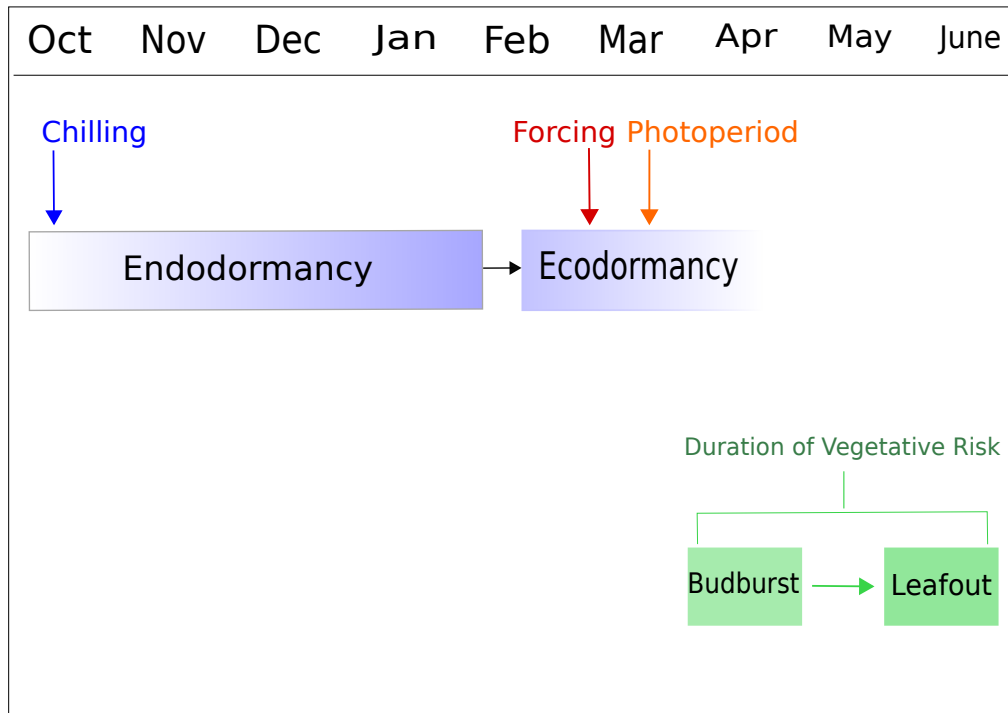 Oct Nov Dec Jan Feb Mar Apr May June
Chilling Forcing Photoperiod
Endodormancy Ecodormancy
Duration of Vegetative Risk
Budburst Leafout